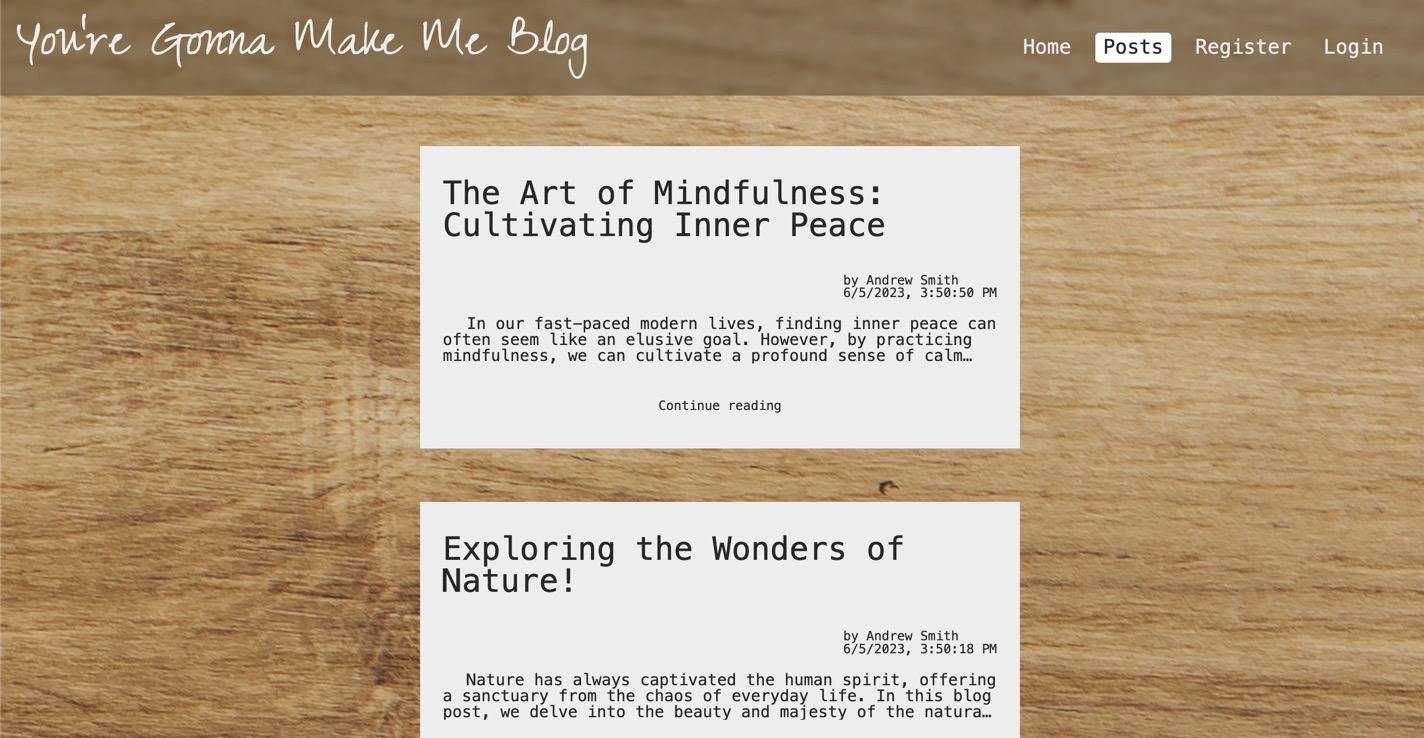 You're Gonna Make Me Blog
Home Posts Register Login
The Art of Mindfulness:
Cultivating Inner Peace
by Andrew Smith
6/5/2023, 3:50:50 PM
In our fast-paced modern lives, finding inner peace can
often seem like an elusive goal. However, by practicing
mindfulness, we can cultivate a profound sense of calm…
Continue reading
Exploring the Wonders of
Nature!
by Andrew Smith
6/5/2023, 3:50:18 PM
Nature has always captivated the human spirit, offering
a sanctuary from the chaos of everyday life. In this blog
post, we delve into the beauty and majesty of the natura…